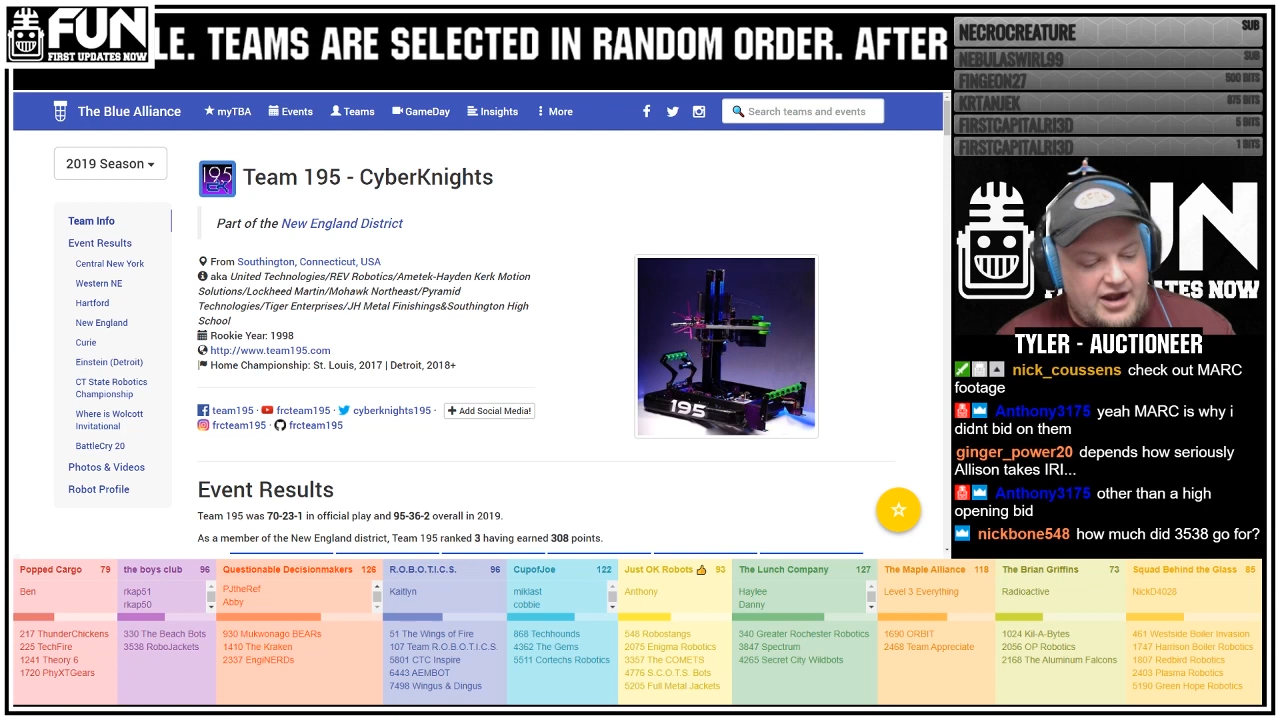 FUN
FIRST UPDATES NOW
LE. TEAMS ARE SELECTED IN RANDOM ORDER. AFTER
NECROCREATURE SUB
NEBULASWIRL99 SUB
FINGEON27 500 BITS
KRTANJEK 875 BITS
FIRSTCAPITALRI3D 5 BITS
FIRSTCAPITALRI3D 1 BITS
The Blue Alliance myTBA Events Teams GameDay Insights More Search teams and events
2019 Season
Team Info
Event Results
Central New York
Western NE
Hartford
New England
Curie
Einstein (Detroit)
CT State Robotics
Championship
Where is Wolcott
Invitational
BattleCry 20
Photos & Videos
Robot Profile
195
Team 195 - CyberKnights
Part of the New England District
From Southington, Connecticut, USA
aka United Technologies/REV Robotics/Ametek-Hayden Kerk Motion
Solutions/Lockheed Martin/Mohawk Northeast/Pyramid
Technologies/Tiger Enterprises/JH Metal Finishings&Southington High
School
Rookie Year: 1998
http://www.team195.com
Home Championship: St. Louis, 2017 | Detroit, 2018+
team195 · frcteam195 · cyberknights195 · Add Social Media!
frcteam195 · frcteam195
195
Event Results
Team 195 was 70-23-1 in official play and 95-36-2 overall in 2019.
As a member of the New England district, Team 195 ranked 3 having earned 308 points.
UN
ATES NOW
TYLER - AUCTIONEER
nick_coussens check out MARC
footage
Anthony3175 yeah MARC is why i
didnt bid on them
ginger_power20 depends how seriously
Allison takes IRI...
Anthony3175 other than a high
opening bid
nickbone548 how much did 3538 go for?
Popped Cargo 79
Ben
217 ThunderChickens
225 TechFire
1241 Theory 6
1720 PhyXTGears
the boys club 96
rkap51
rkap50
330 The Beach Bots
3538 RoboJackets
Questionable Decisionmakers 126
PJtheRef
Abby
930 Mukwonago BEARs
1410 The Kraken
2337 EngiNERDs
R.O.B.O.T.I.C.S. 96
Kaitlyn
51 The Wings of Fire
107 Team R.O.B.O.T.I.C.S.
5801 CTC Inspire
6443 AEMBOT
7498 Wingus & Dingus
CupofJoe 122
miklast
cobbie
868 Techhounds
4362 The Gems
5511 Cortechs Robotics
Just OK Robots 👍 93
Anthony
548 Robostangs
2075 Enigma Robotics
3357 The COMETS
4776 S.C.O.T.S. Bots
5205 Full Metal Jackets
The Lunch Company 127
Haylee
Danny
340 Greater Rochester Robotics
3847 Spectrum
4265 Secret City Wildbots
The Maple Alliance 118
Level 3 Everything
1690 ORBIT
2468 Team Appreciate
The Brian Griffins 73
Radioactive
1024 Kil-A-Bytes
2056 OP Robotics
2168 The Aluminum Falcons
Squad Behind the Glass 85
NickD4028
461 Westside Boiler Invasion
1747 Harrison Boiler Robotics
1807 Redbird Robotics
2403 Plasma Robotics
5190 Green Hope Robotics